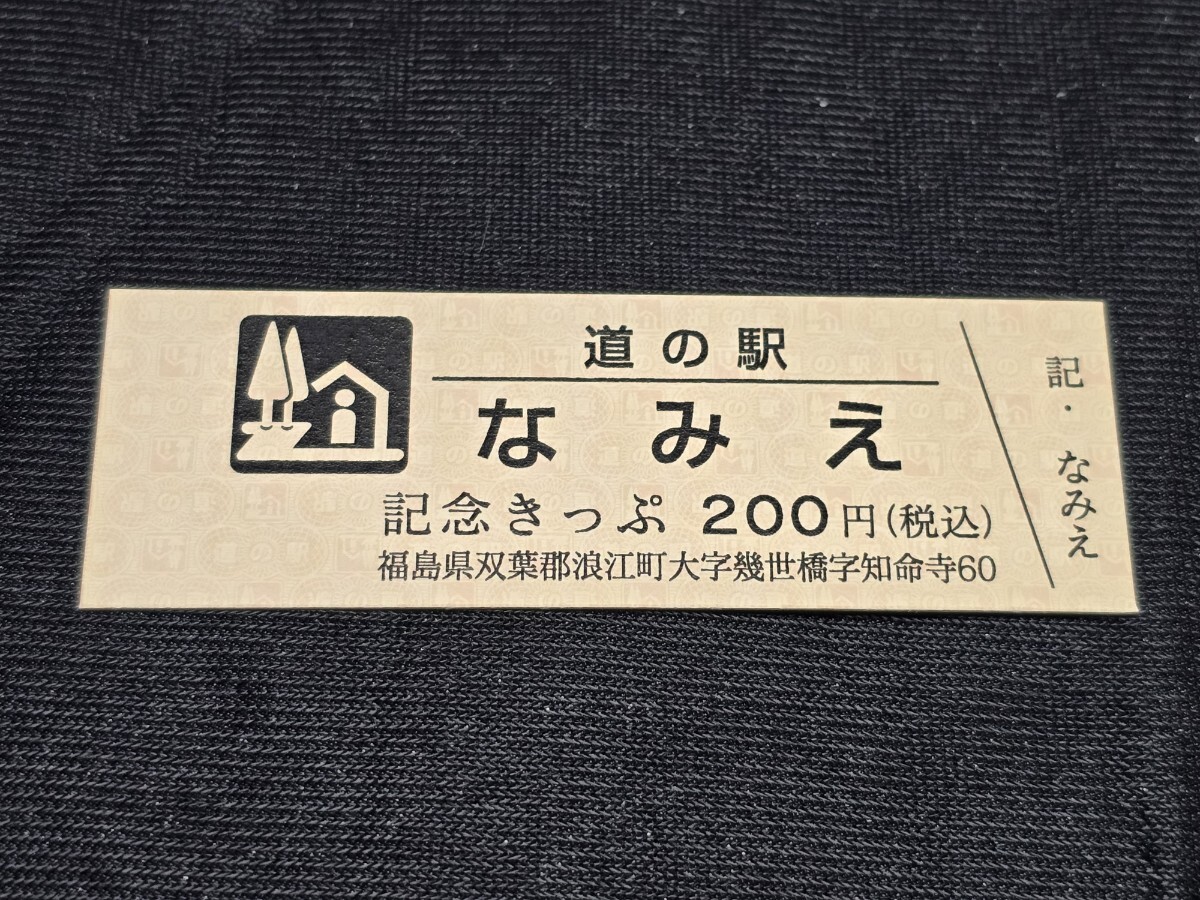 道の駅
なみえ
記念きっぷ 200円(税込)
福島県双葉郡浪江町大字幾世橋字知命寺60
記・なみえ